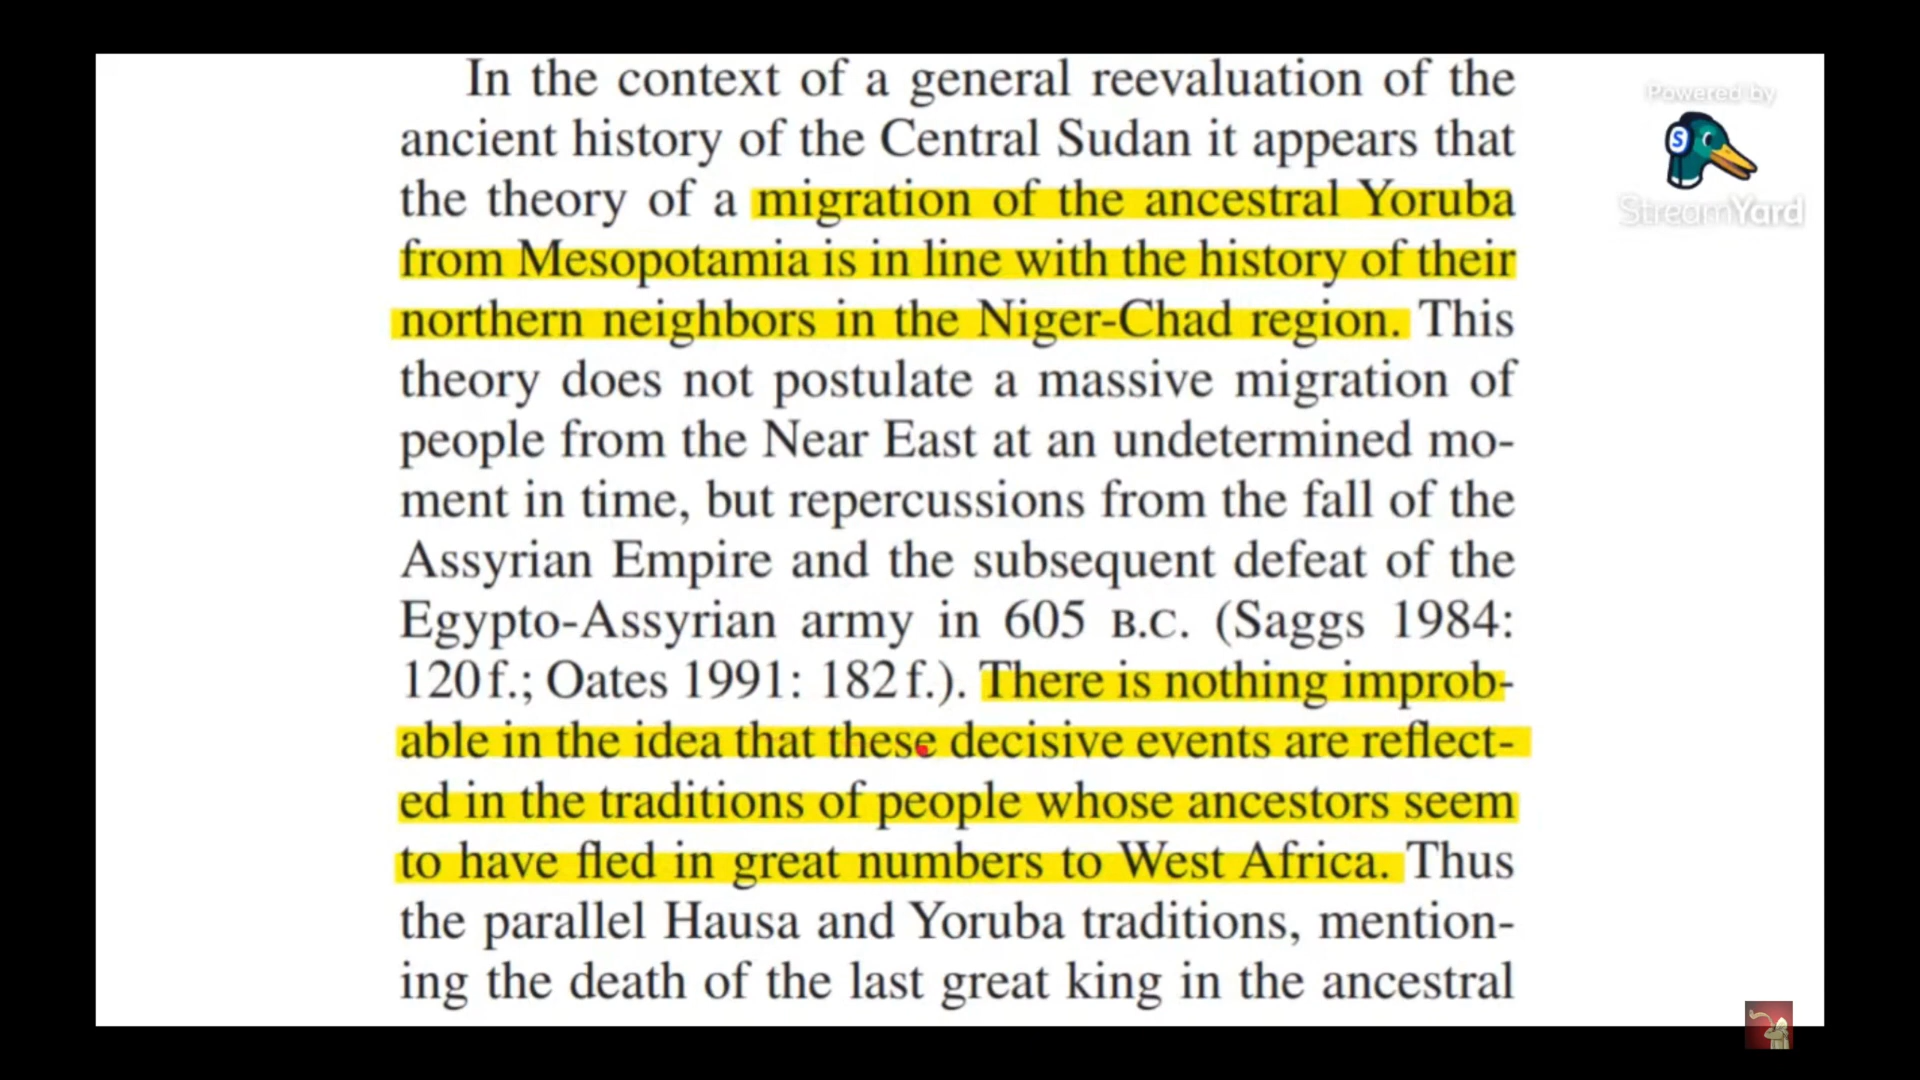 In the context of a general reevaluation of the
ancient history of the Central Sudan it appears that
the theory of a migration of the ancestral Yoruba
from Mesopotamia is in line with the history of their
northern neighbors in the Niger-Chad region. This
theory does not postulate a massive migration of
people from the Near East at an undetermined mo-
ment in time, but repercussions from the fall of the
Assyrian Empire and the subsequent defeat of the
Egypto-Assyrian army in 605 B.C. (Saggs 1984:
120 f.; Oates 1991: 182 f.). There is nothing improb-
able in the idea that these decisive events are reflect-
ed in the traditions of people whose ancestors seem
to have fled in great numbers to West Africa. Thus
the parallel Hausa and Yoruba traditions, mention-
ing the death of the last great king in the ancestral
Powered by
S
StreamYard